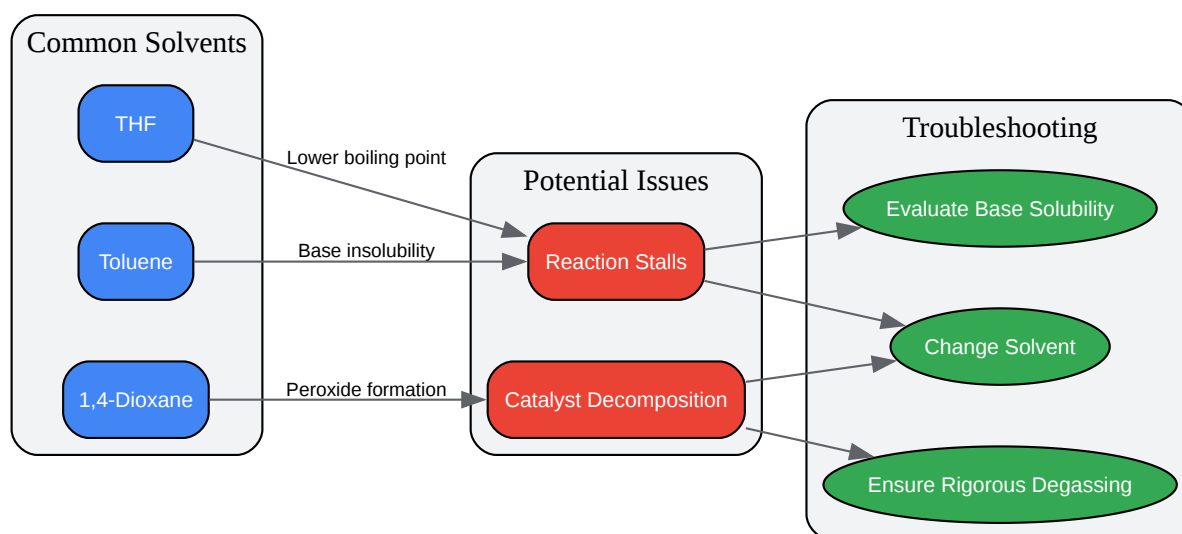 Common Solvents
THF
Toluene
1,4-Dioxane
Lower boiling point
Base insolubility
Peroxide formation
Potential Issues
Reaction Stalls
Catalyst Decomposition
Troubleshooting
Evaluate Base Solubility
Change Solvent
Ensure Rigorous Degassing